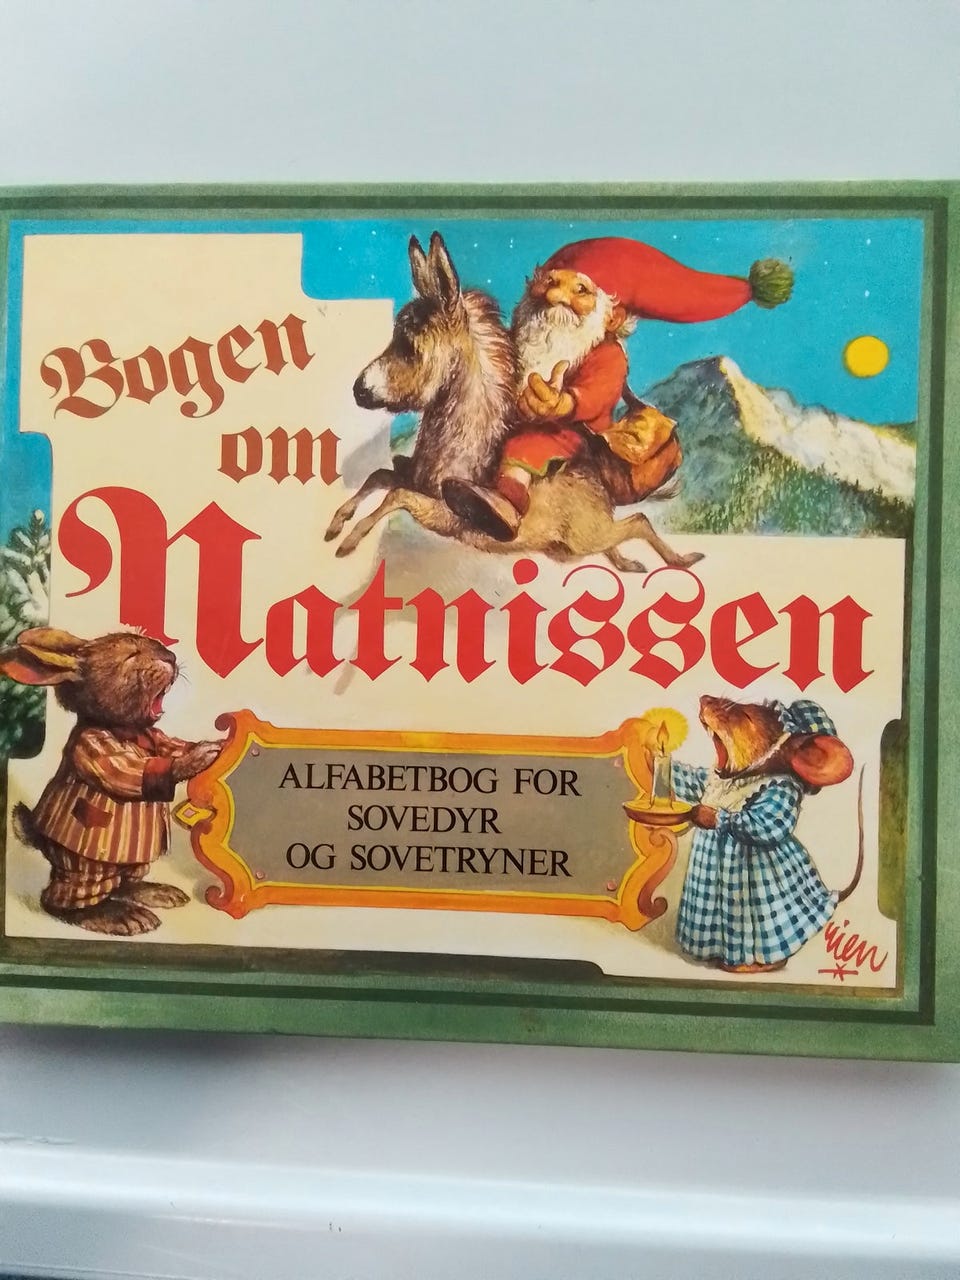 Bogen
om
Natnissen
ALFABETBOG FOR
SOVEDYR
OG SOVETRYNER
rien